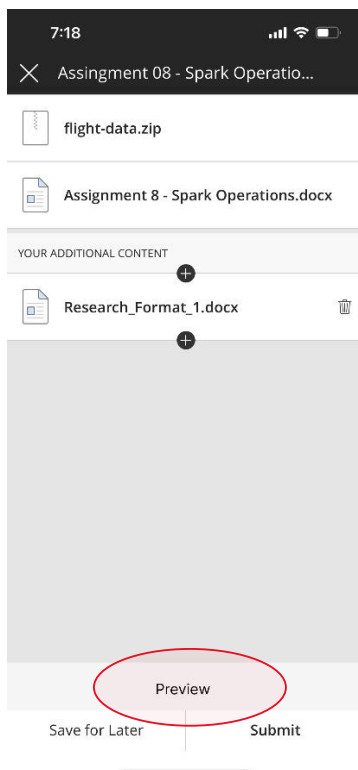 7:18
Assingment 08 - Spark Operatio...
flight-data.zip
Assignment 8 - Spark Operations.docx
YOUR ADDITIONAL CONTENT
Research_Format_1.docx
Preview
Save for Later
Submit